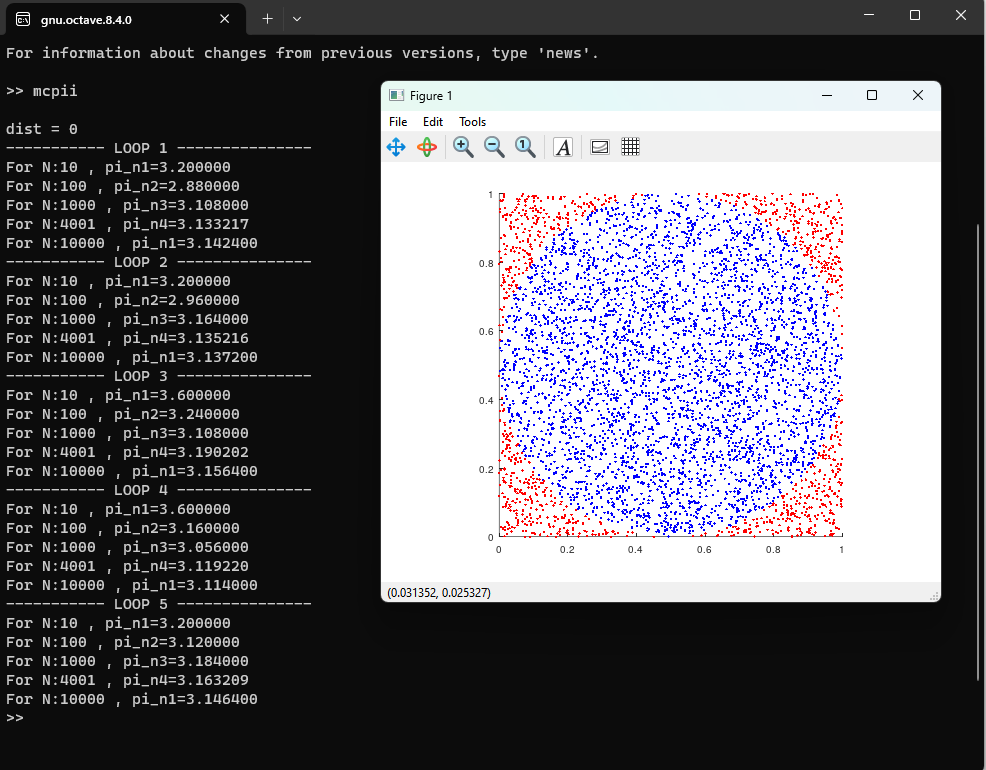 gnu.octave.8.4.0
For information about changes from previous versions, type 'news'.
>> mcpii
dist = 0
----------- LOOP 1 ---------------
For N:10 , pi_n1=3.200000
For N:100 , pi_n2=2.880000
For N:1000 , pi_n3=3.108000
For N:4001 , pi_n4=3.133217
For N:10000 , pi_n1=3.142400
----------- LOOP 2 ---------------
For N:10 , pi_n1=3.200000
For N:100 , pi_n2=2.960000
For N:1000 , pi_n3=3.164000
For N:4001 , pi_n4=3.135216
For N:10000 , pi_n1=3.137200
----------- LOOP 3 ---------------
For N:10 , pi_n1=3.600000
For N:100 , pi_n2=3.240000
For N:1000 , pi_n3=3.108000
For N:4001 , pi_n4=3.190202
For N:10000 , pi_n1=3.156400
----------- LOOP 4 ---------------
For N:10 , pi_n1=3.600000
For N:100 , pi_n2=3.160000
For N:1000 , pi_n3=3.056000
For N:4001 , pi_n4=3.119220
For N:10000 , pi_n1=3.114000
----------- LOOP 5 ---------------
For N:10 , pi_n1=3.200000
For N:100 , pi_n2=3.120000
For N:1000 , pi_n3=3.184000
For N:4001 , pi_n4=3.163209
For N:10000 , pi_n1=3.146400
>>
Figure 1
File Edit Tools
1 A
1
0.8
0.6
0.4
0.2
0
0 0.2 0.4 0.6 0.8 1
(0.031352, 0.025327)